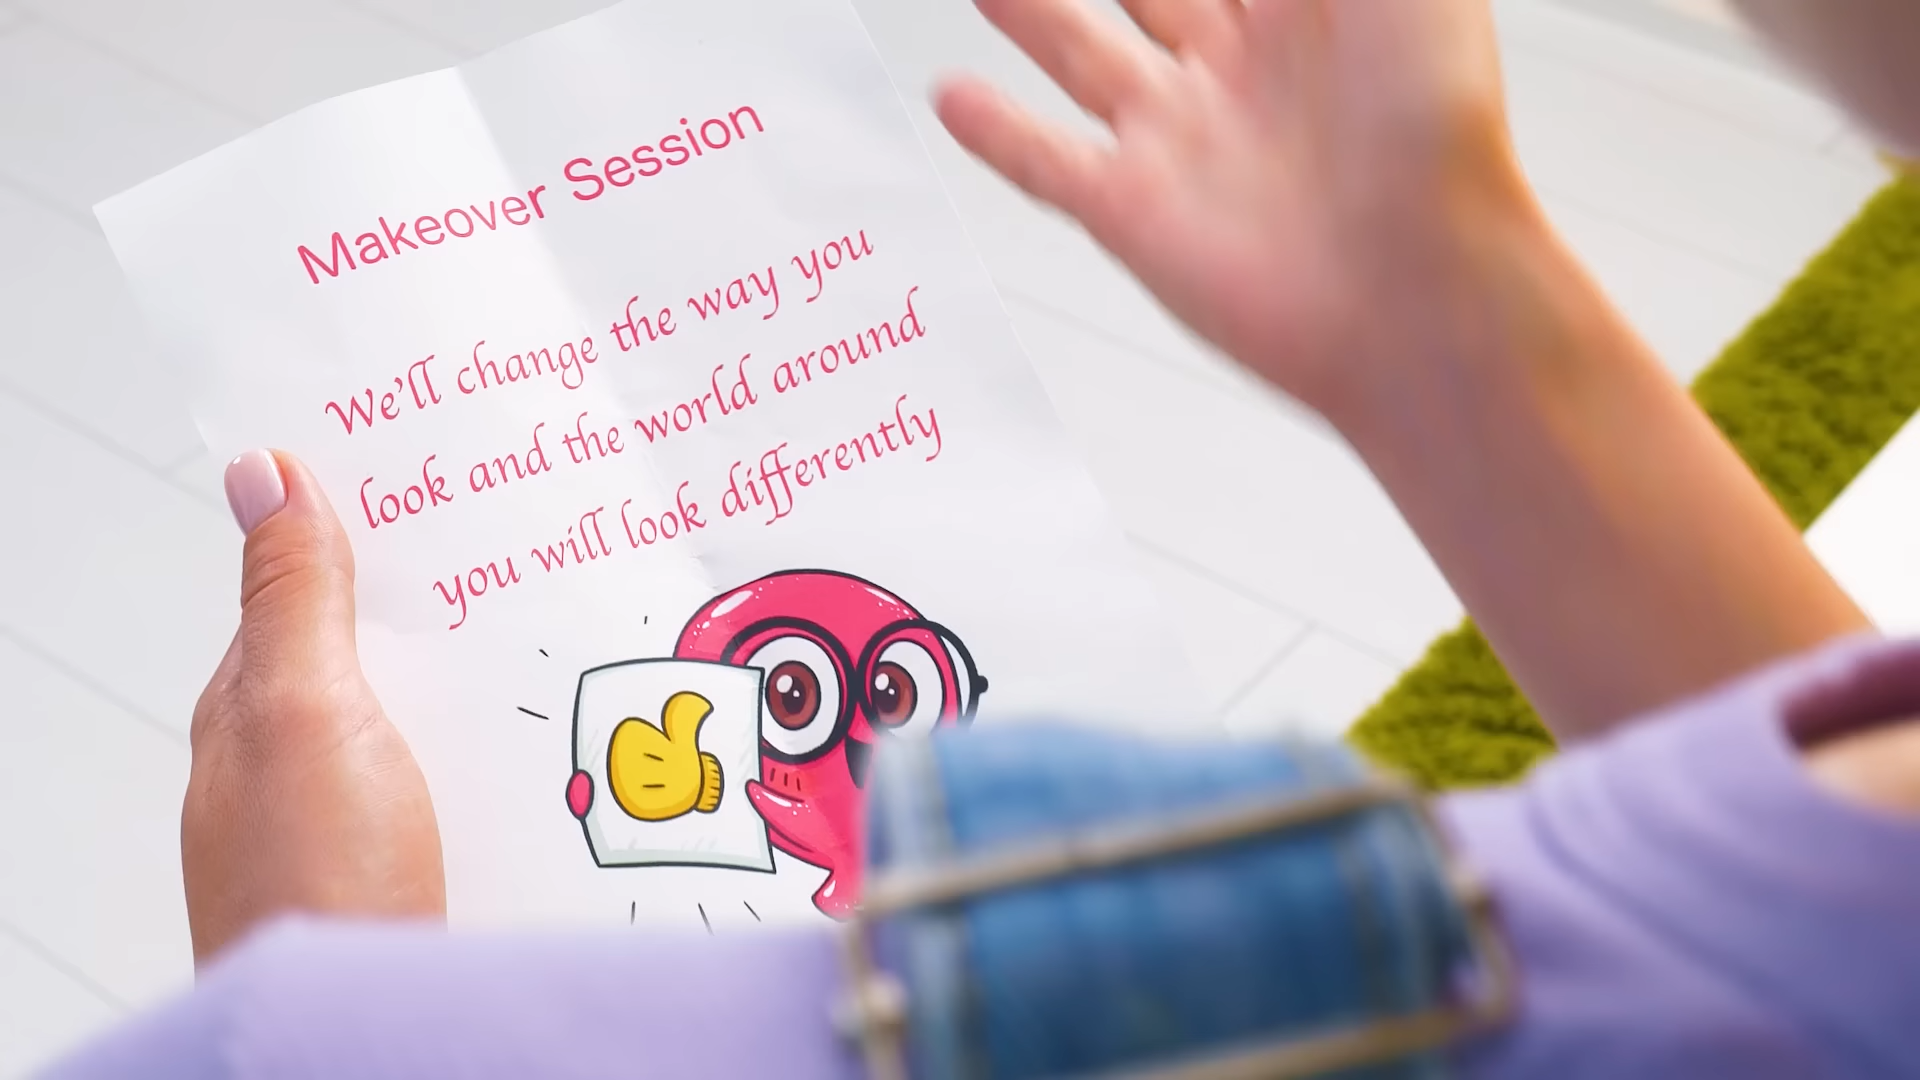 Makeover Session
We'll change the way you
look and the world around
you will look differently